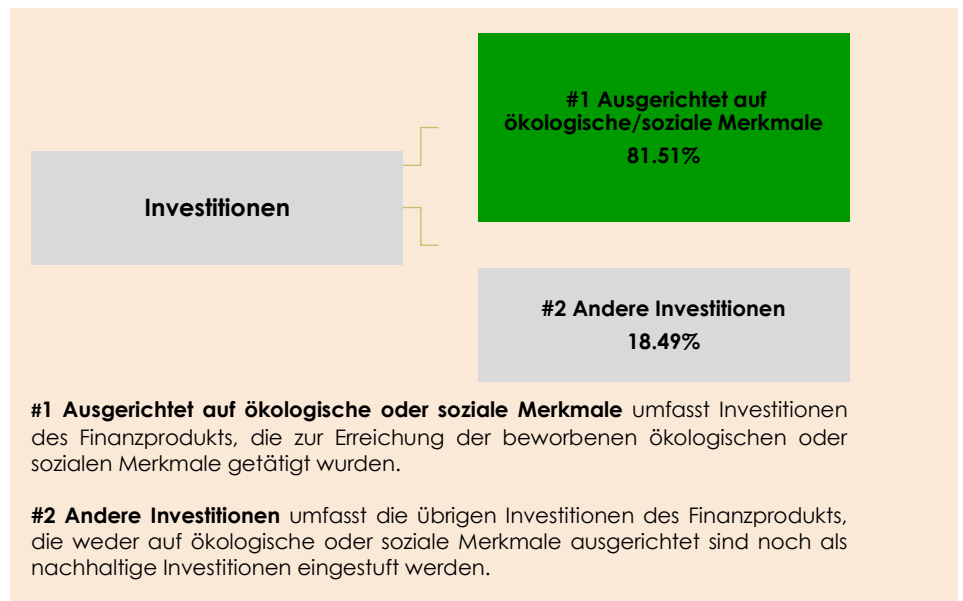 #1 Ausgerichtet auf
ökologische/soziale Merkmale
81.51%
Investitionen
#2 Andere Investitionen
18.49%
#1 Ausgerichtet auf ökologische oder soziale Merkmale umfasst Investitionen
des Finanzprodukts, die zur Erreichung der beworbenen ökologischen oder
sozialen Merkmale getätigt wurden.
#2 Andere Investitionen umfasst die übrigen Investitionen des Finanzprodukts,
die weder auf ökologische oder soziale Merkmale ausgerichtet sind noch als
nachhaltige Investitionen eingestuft werden.